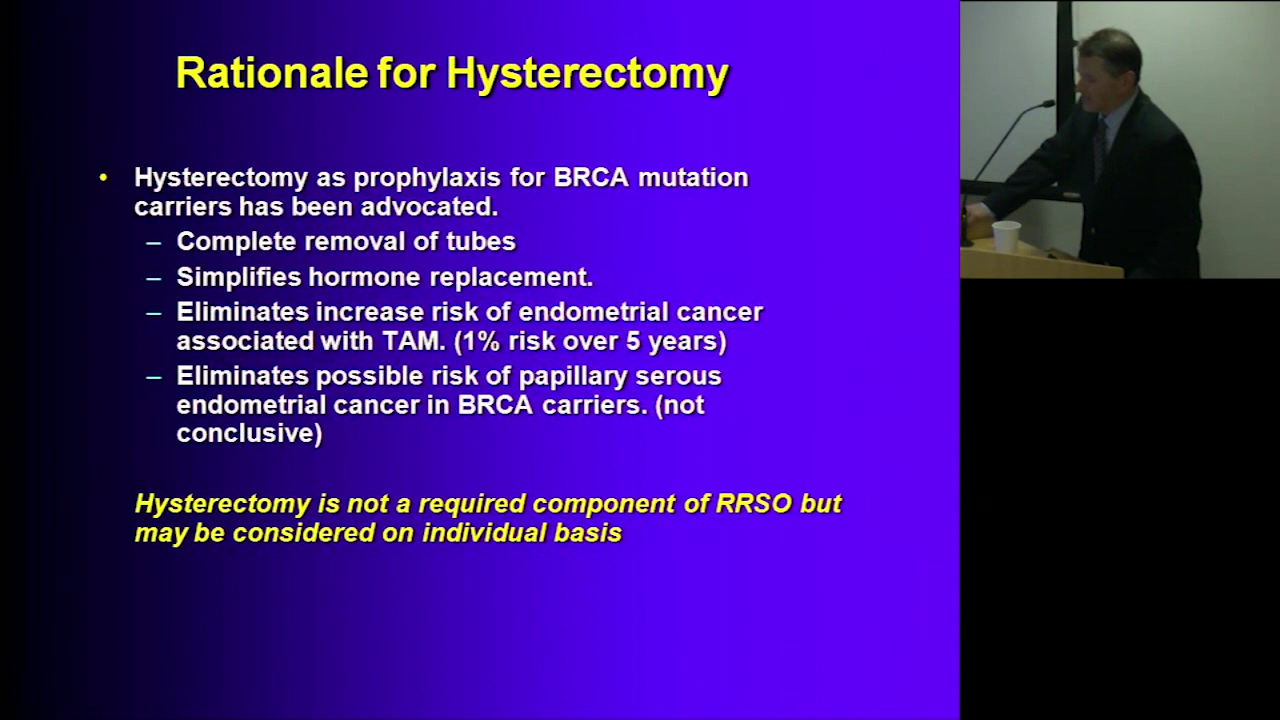 Rationale for Hysterectomy
• Hysterectomy as prophylaxis for BRCA mutation
carriers has been advocated.
– Complete removal of tubes
– Simplifies hormone replacement.
– Eliminates increase risk of endometrial cancer
associated with TAM. (1% risk over 5 years)
– Eliminates possible risk of papillary serous
endometrial cancer in BRCA carriers. (not
conclusive)
Hysterectomy is not a required component of RRSO but
may be considered on individual basis